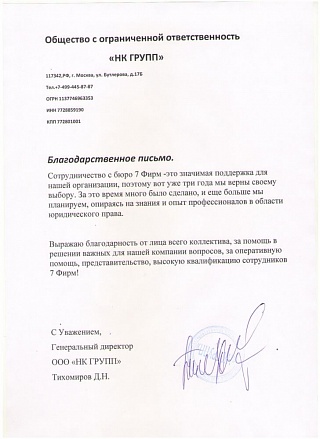 Общество с ограниченной ответственность
«НК ГРУПП»
117342,РФ, г. Москва, ул. Бутлерова, д.17Б
Тел.+7-499-445-87-87
ОГРН 1137746963353
ИНН 7728859190
КПП 772801001
Благодарственное письмо.
Сотрудничество с бюро 7 Фирм -это значимая поддержка для
нашей организации, поэтому вот уже три года мы верны своему
выбору. За это время много было сделано, и еще больше мы
планируем, опираясь на знания и опыт профессионалов в области
юридического права.
Выражаю благодарность от лица всего коллектива, за помощь в
решении важных для нашей компании вопросов, за оперативную
помощь, представительство, высокую квалификацию сотрудников
7 Фирм!
С Уважением,
Генеральный директор
ООО «НК ГРУПП»
Тихомиров Д.Н.